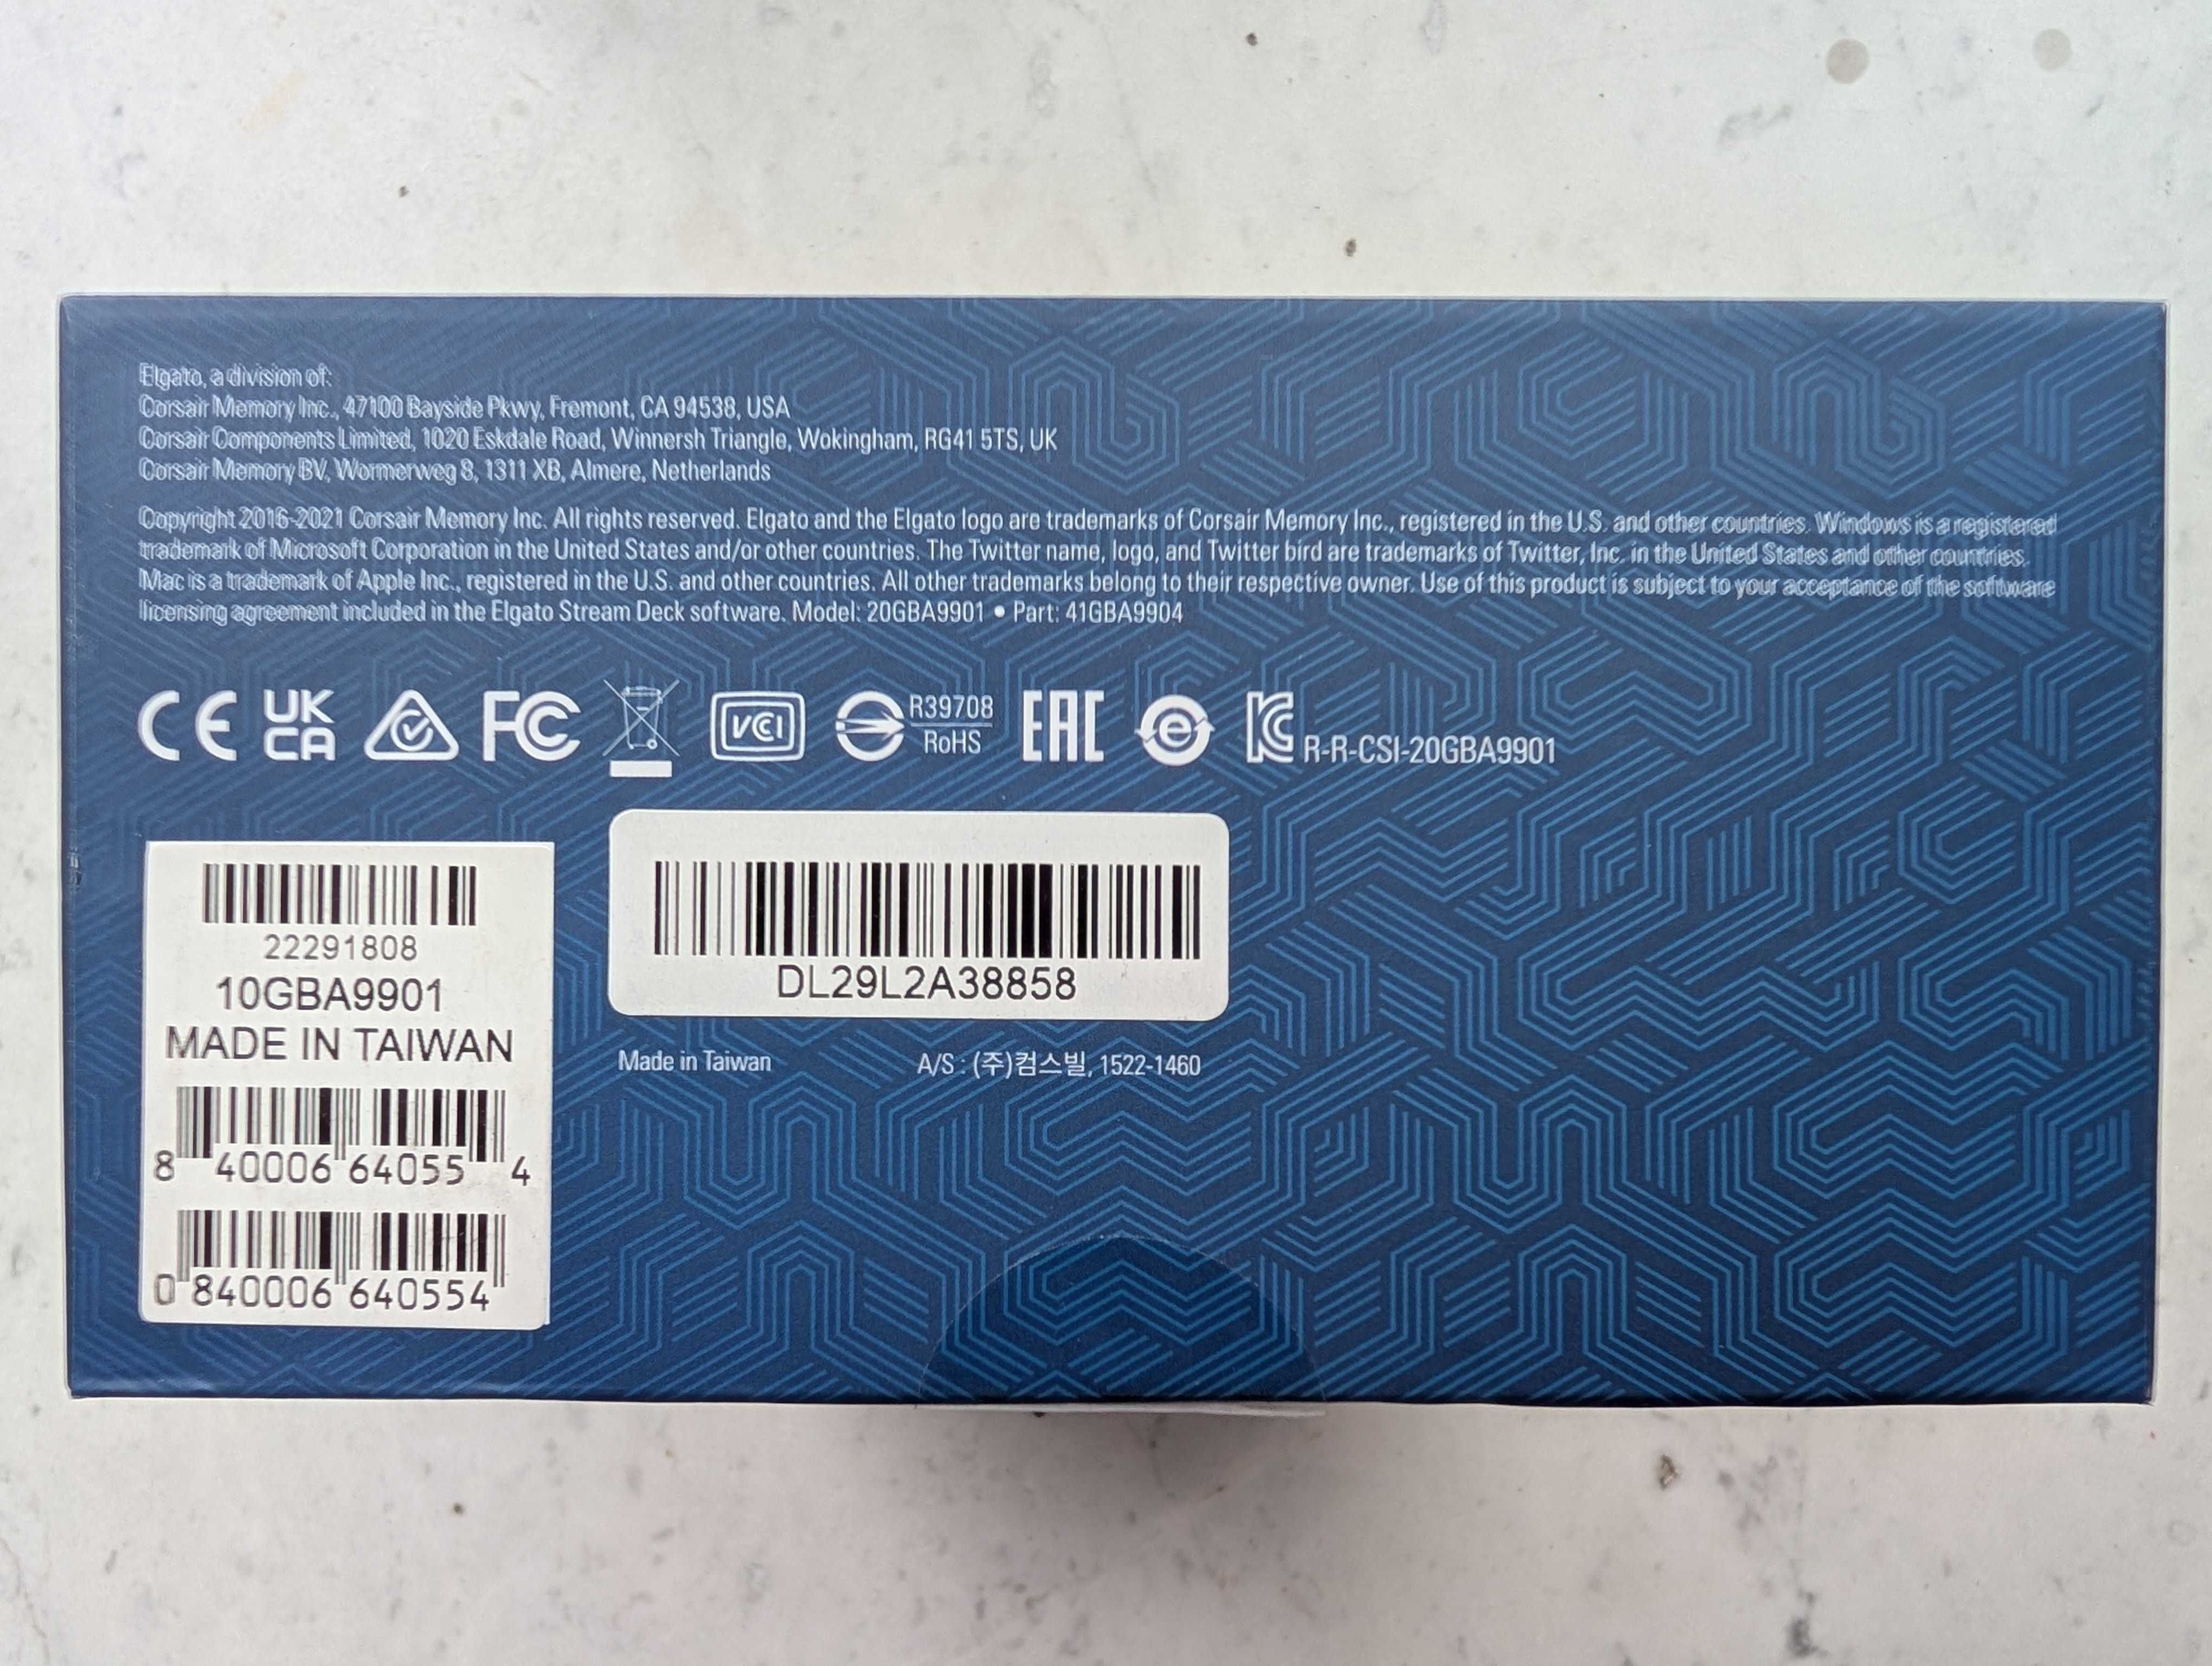 Elgato, a division of:
Corsair Memory Inc., 47100 Bayside Pkwy, Fremont, CA 94538, USA
Corsair Components Limited, 1020 Eskdale Road, Winnersh Triangle, Wokingham, RG41 5TS, UK
Corsair Memory BV, Wormerweg 8, 1311 XB, Almere, Netherlands
Copyright 2016-2021 Corsair Memory Inc. All rights reserved. Elgato and the Elgato logo are trademarks of Corsair Memory Inc., registered in the U.S. and other countries. Windows is a registered
trademark of Microsoft Corporation in the United States and/or other countries. The Twitter name, logo, and Twitter bird are trademarks of Twitter, Inc. in the United States and other countries.
Mac is a trademark of Apple Inc., registered in the U.S. and other countries. All other trademarks belong to their respective owner. Use of this product is subject to your acceptance of the software
licensing agreement included in the Elgato Stream Deck software. Model: 20GBA9901 • Part: 41GBA9904
CE UK CA FC VCCI R39708 RoHS EAC e KC R-R-CSI-20GBA9901
22291808
10GBA9901
MADE IN TAIWAN
8 40006 64055 4
0 840006 640554
DL29L2A38858
Made in Taiwan A/S : (주)컴스빌, 1522-1460